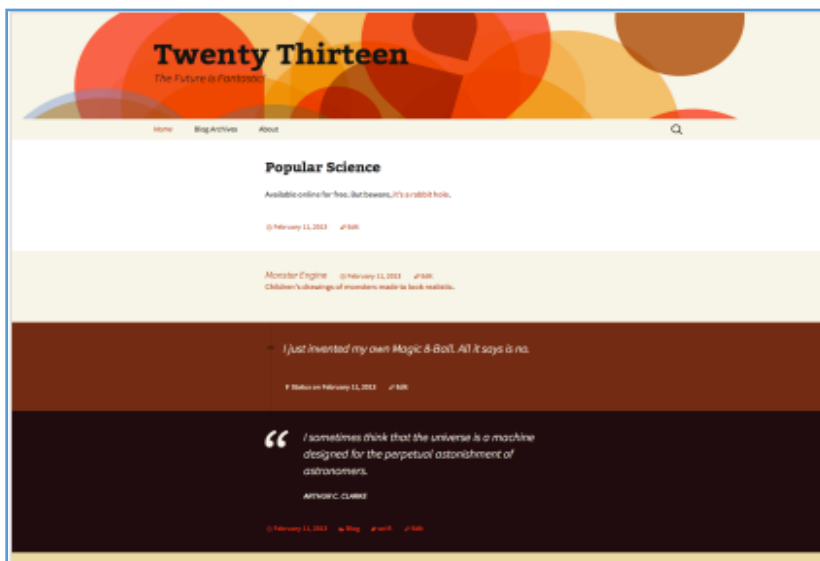 Twenty Thirteen
The Future is Fantastic!
Home Blog Archives About
Popular Science
Available online for free. But beware, it's a rabbit hole.
February 11, 2013 Edit
Monster Engine February 11, 2013 Edit
Children's drawings of monsters made to look realistic.
I just invented my own Magic 8-Ball. All it says is no.
Status on February 11, 2013 Edit
“ I sometimes think that the universe is a machine
designed for the perpetual astonishment of
astronomers.
ARTHUR C. CLARKE
February 11, 2013 Blog sci-fi Edit